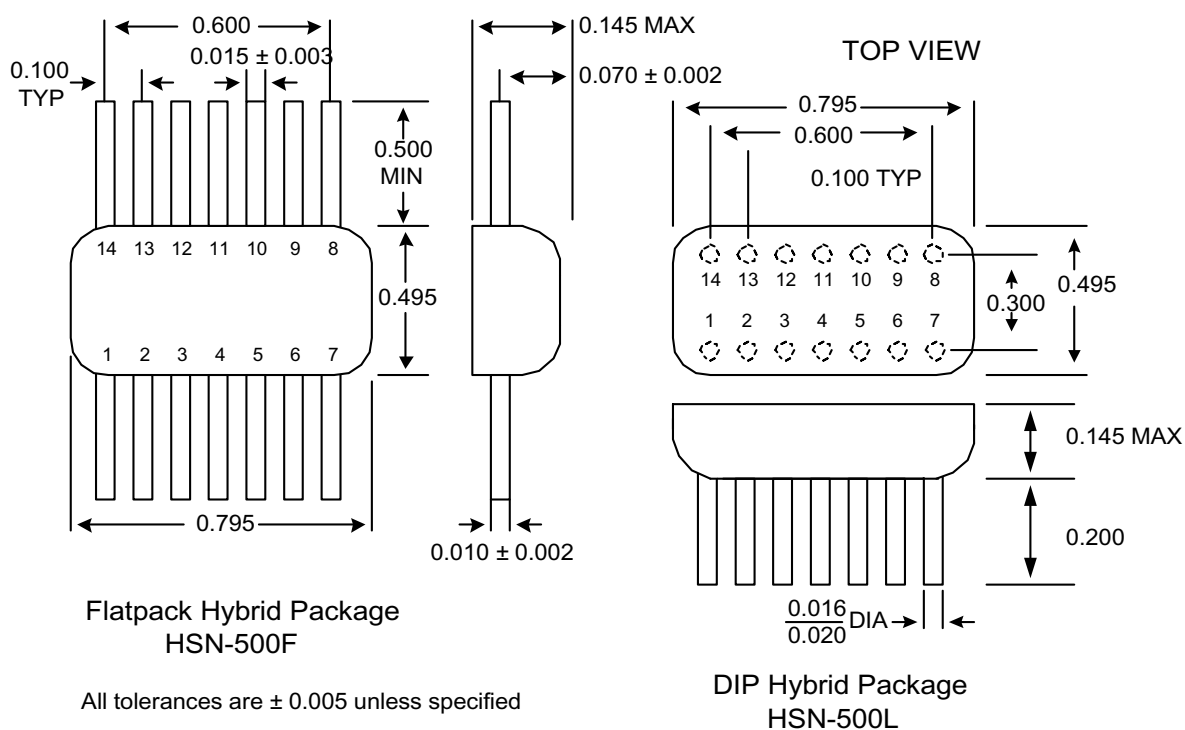 0.600
0.015 ± 0.003
0.100
TYP
0.500
MIN
14 13 12 11 10 9 8
0.495
1 2 3 4 5 6 7
0.795
0.145 MAX
0.070 ± 0.002
0.010 ± 0.002
Flatpack Hybrid Package
HSN-500F
All tolerances are ± 0.005 unless specified
TOP VIEW
0.795
0.600
0.100 TYP
14 13 12 11 10 9 8
0.300
0.495
1 2 3 4 5 6 7
0.145 MAX
0.200
0.016
0.020 DIA
DIP Hybrid Package
HSN-500L